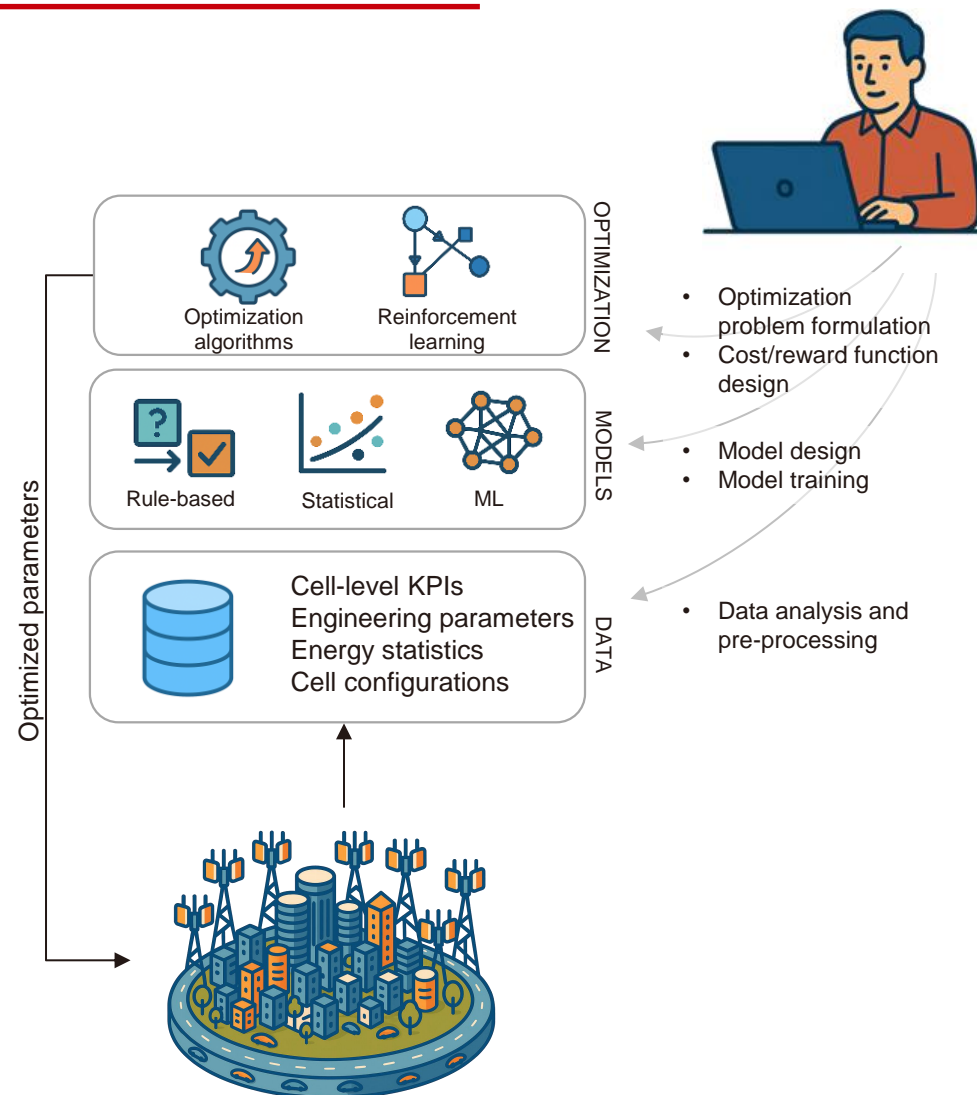 OPTIMIZATION
Optimization
algorithms
Reinforcement
learning
• Optimization
problem formulation
• Cost/reward function
design
MODELS
Rule-based
Statistical
ML
• Model design
• Model training
Optimized parameters
Cell-level KPIs
Engineering parameters
Energy statistics
Cell configurations
DATA
• Data analysis and
pre-processing